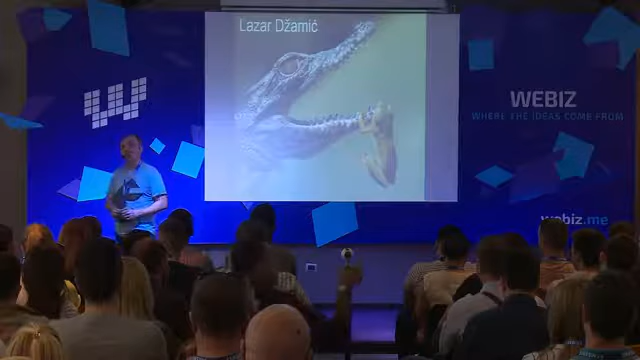 Lazar Džamić
W
WEBIZ
WHERE THE IDEAS COME FROM
webiz.me